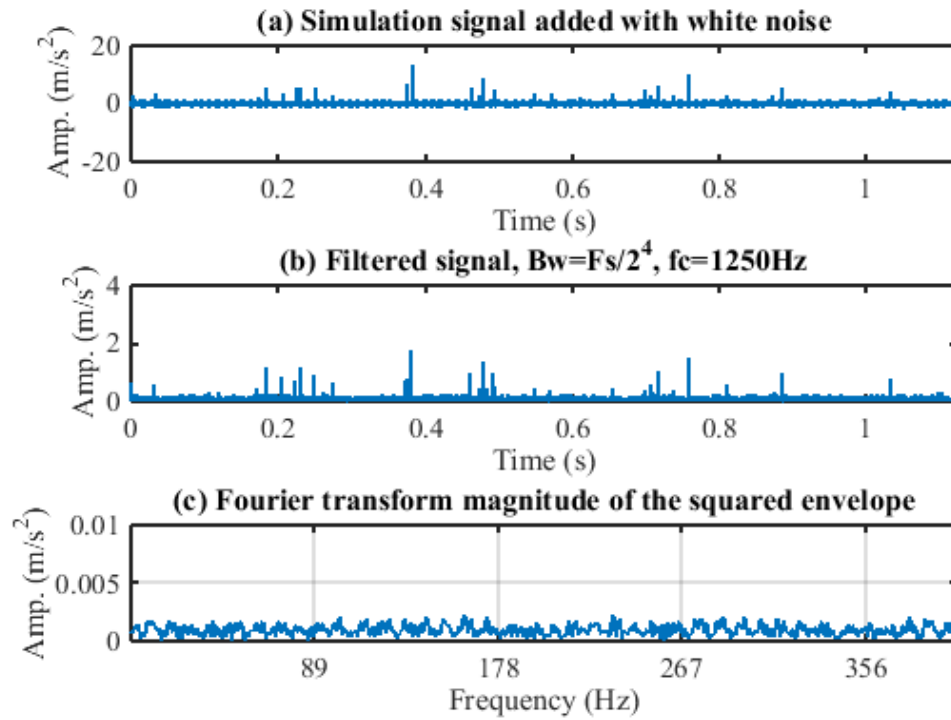 (a) Simulation signal added with white noise
Amp. (m/s²)
20
0
-20
0 0.2 0.4 0.6 0.8 1
Time (s)
(b) Filtered signal, Bw=Fs/2⁴, fc=1250Hz
Amp. (m/s²)
4
2
0
0 0.2 0.4 0.6 0.8 1
Time (s)
(c) Fourier transform magnitude of the squared envelope
Amp. (m/s²)
0.01
0.005
0
89 178 267 356
Frequency (Hz)